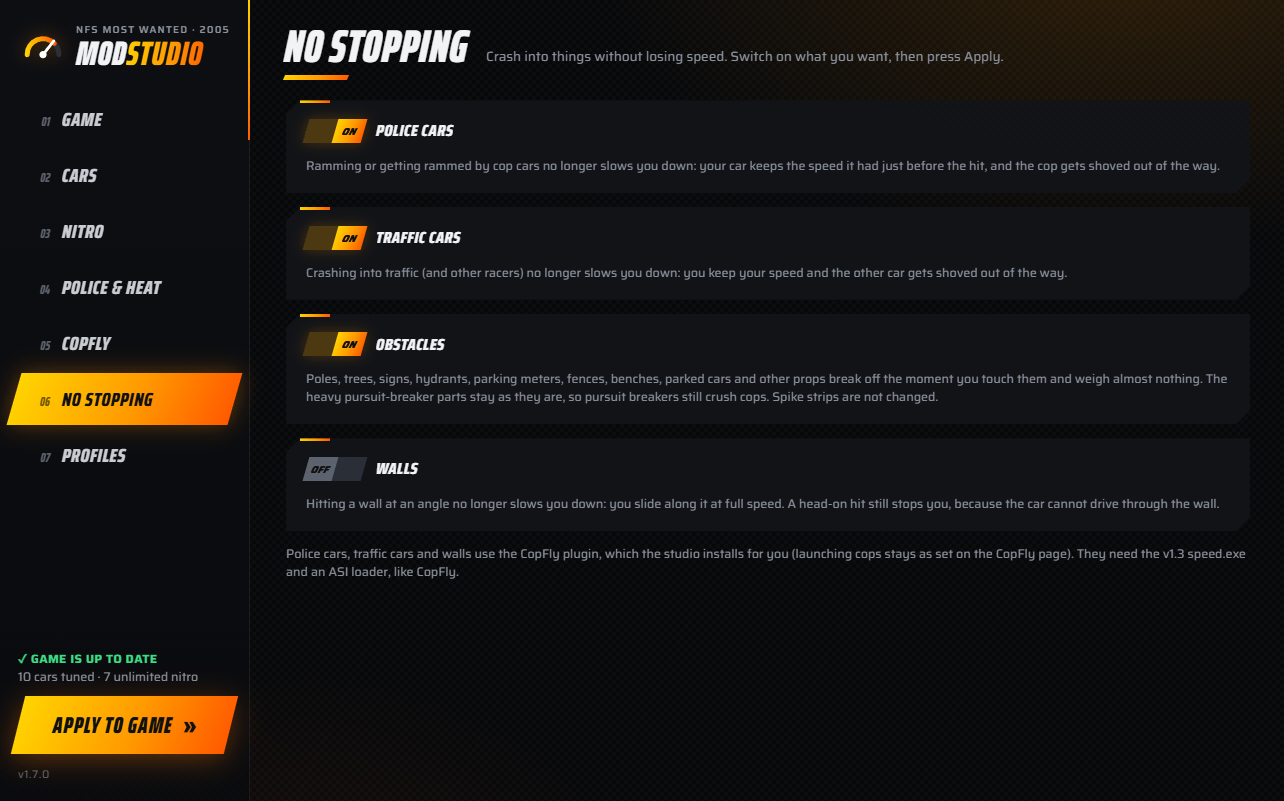 NFS MOST WANTED · 2005
MODSTUDIO
01 GAME
02 CARS
03 NITRO
04 POLICE & HEAT
05 COPFLY
06 NO STOPPING
07 PROFILES
✓ GAME IS UP TO DATE
10 cars tuned · 7 unlimited nitro
APPLY TO GAME »
v1.7.0
NO STOPPING Crash into things without losing speed. Switch on what you want, then press Apply.
ON POLICE CARS
Ramming or getting rammed by cop cars no longer slows you down: your car keeps the speed it had just before the hit, and the cop gets shoved out of the way.
ON TRAFFIC CARS
Crashing into traffic (and other racers) no longer slows you down: you keep your speed and the other car gets shoved out of the way.
ON OBSTACLES
Poles, trees, signs, hydrants, parking meters, fences, benches, parked cars and other props break off the moment you touch them and weigh almost nothing. The
heavy pursuit-breaker parts stay as they are, so pursuit breakers still crush cops. Spike strips are not changed.
OFF WALLS
Hitting a wall at an angle no longer slows you down: you slide along it at full speed. A head-on hit still stops you, because the car cannot drive through the wall.
Police cars, traffic cars and walls use the CopFly plugin, which the studio installs for you (launching cops stays as set on the CopFly page). They need the v1.3 speed.exe
and an ASI loader, like CopFly.